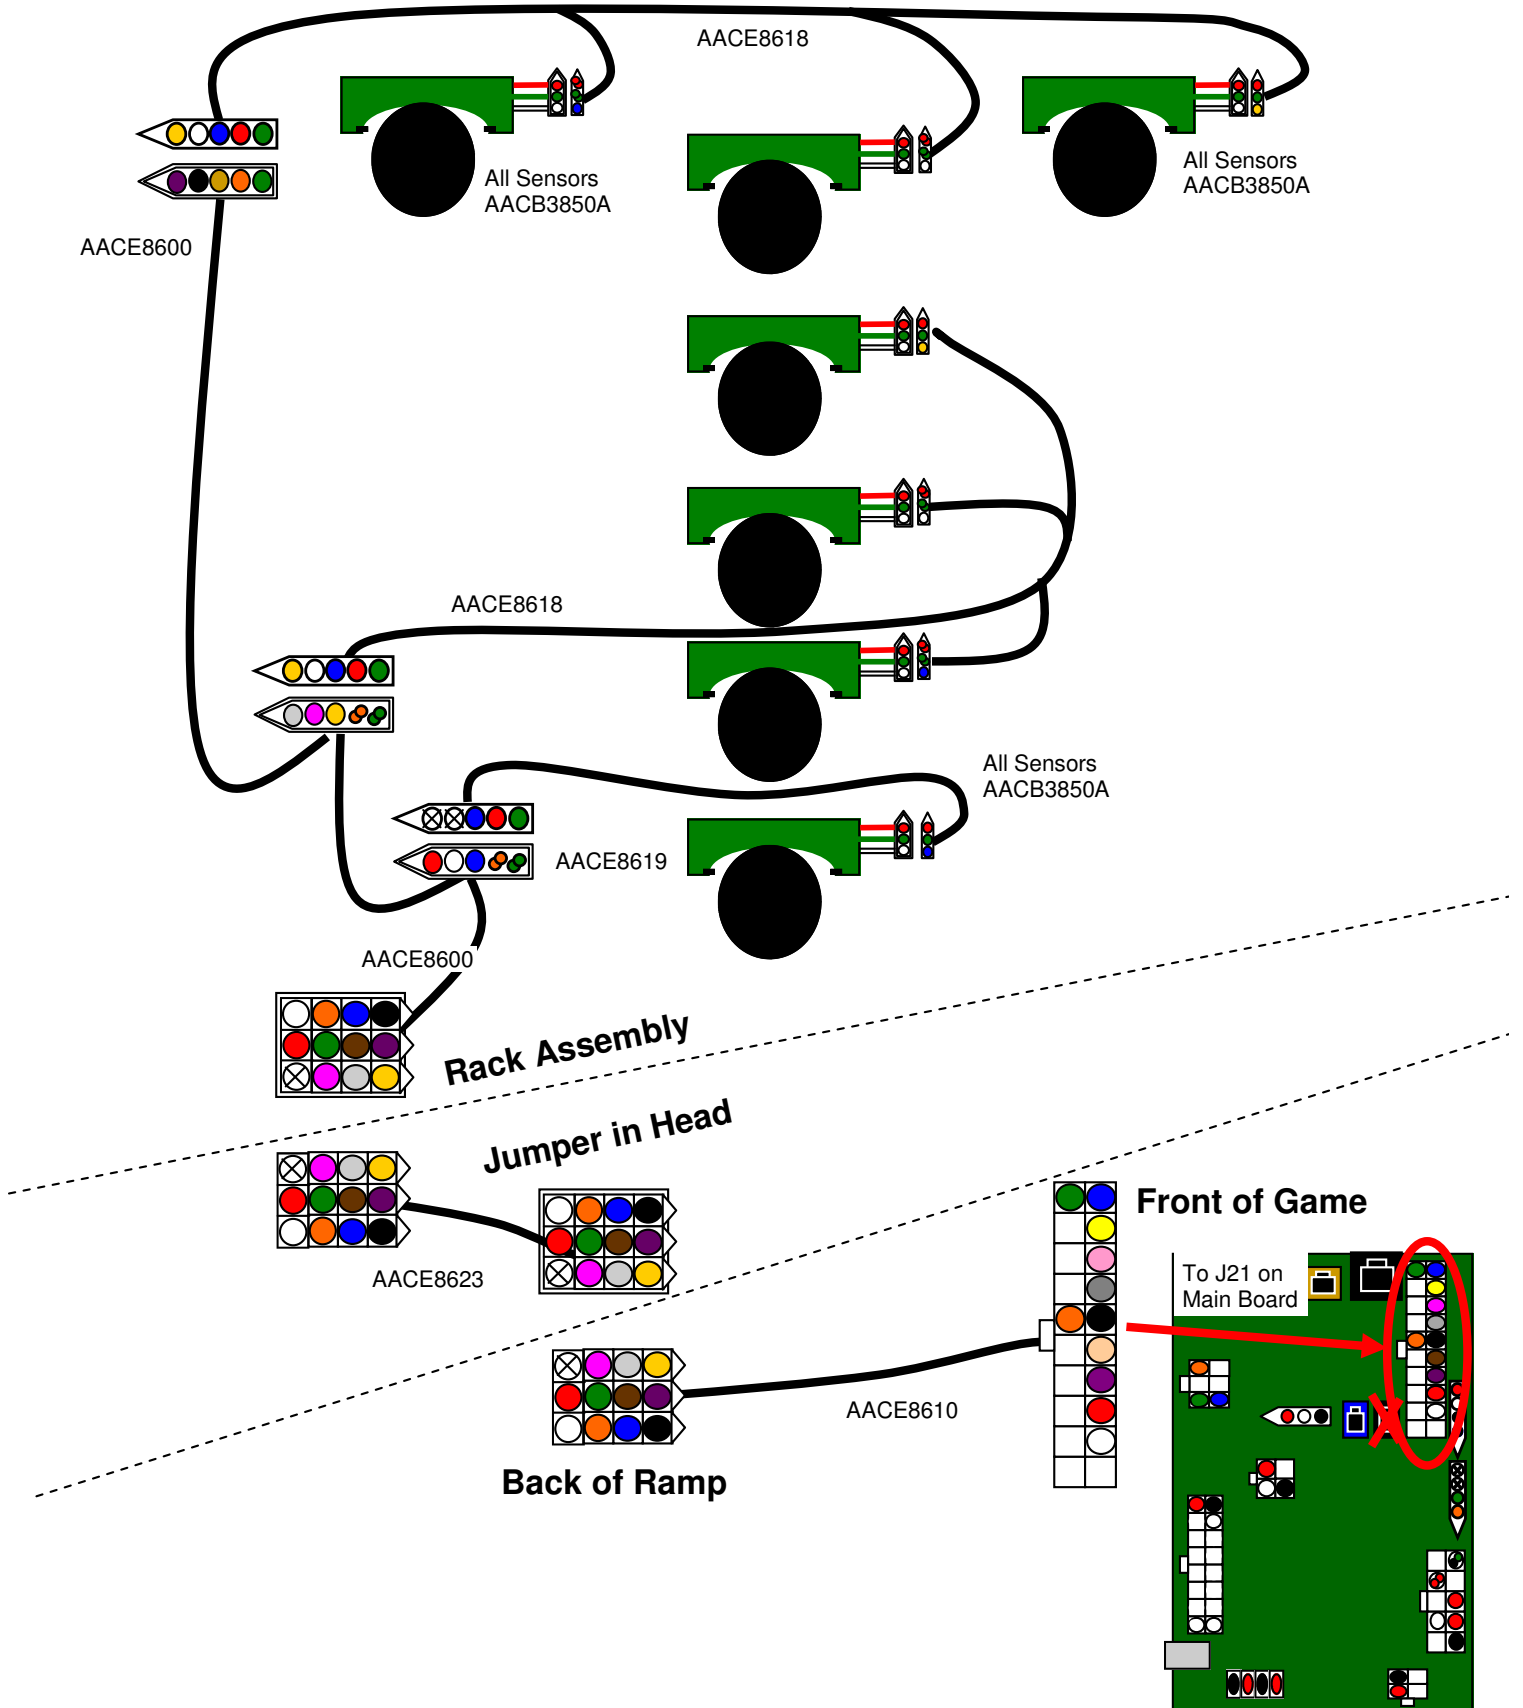 AACE8618
All Sensors
AACB3850A
All Sensors
AACB3850A
AACE8600
AACE8618
All Sensors
AACB3850A
AACE8619
AACE8600
Rack Assembly
Jumper in Head
AACE8623
Front of Game
To J21 on
Main Board
AACE8610
Back of Ramp